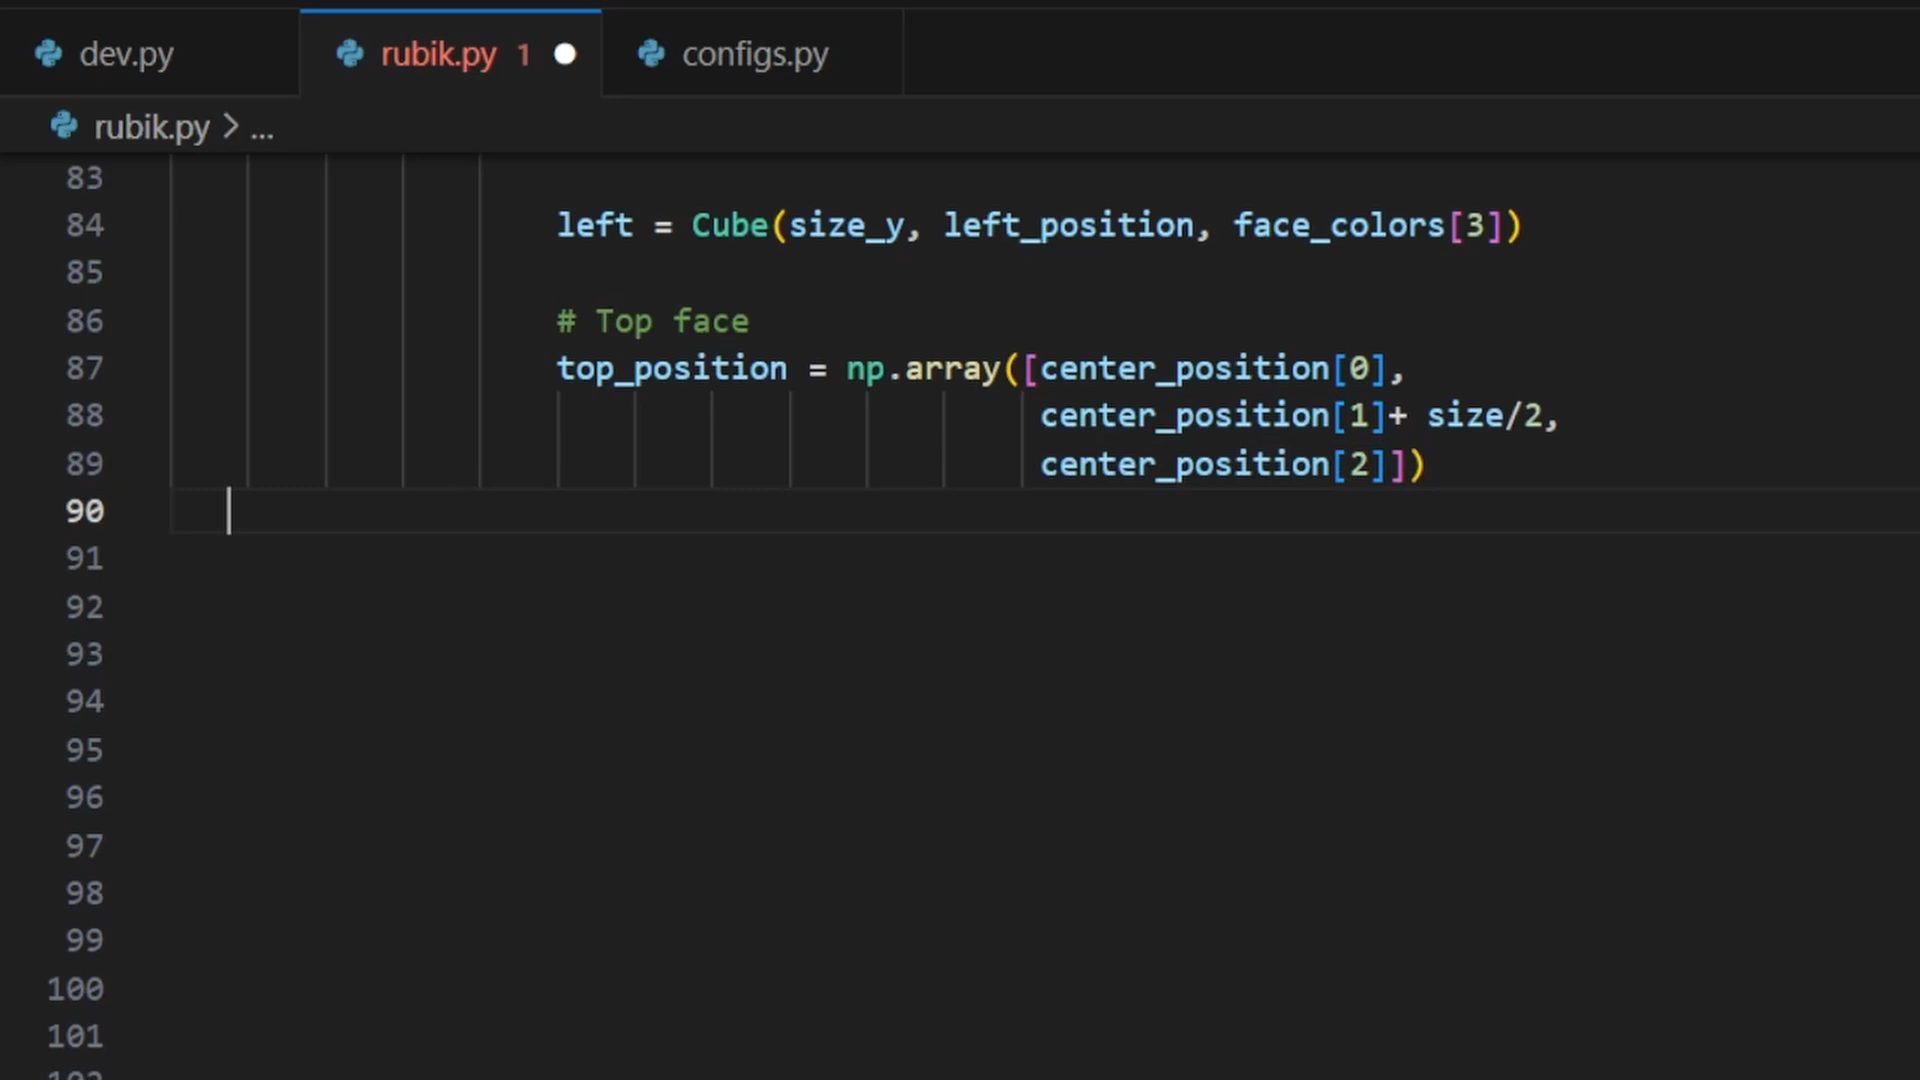 dev.py
rubik.py 1
configs.py
rubik.py > ...
83
84 left = Cube(size_y, left_position, face_colors[3])
85
86 # Top face
87 top_position = np.array([center_position[0],
88 center_position[1]+ size/2,
89 center_position[2]])
90
91
92
93
94
95
96
97
98
99
100
101